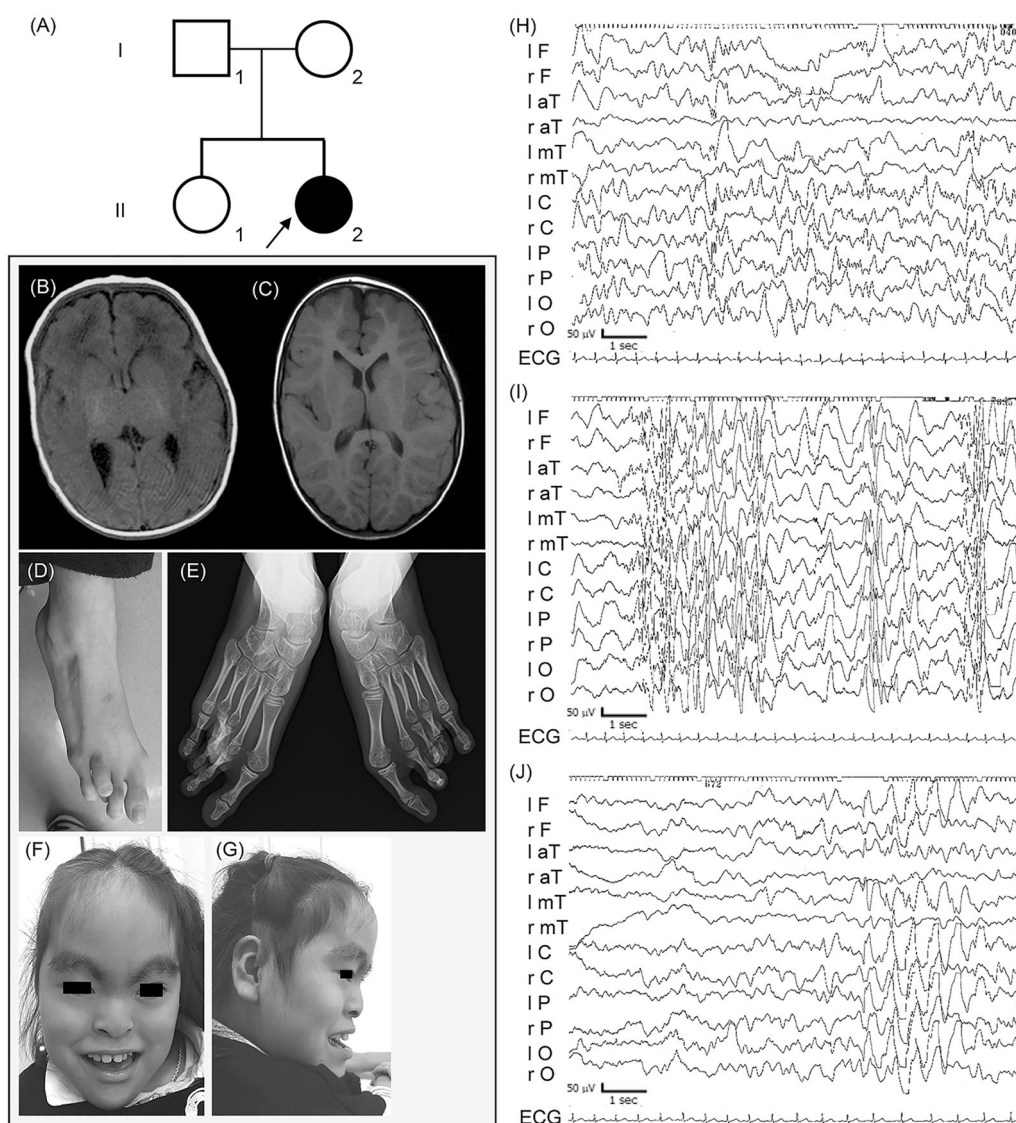 (A)
I
1
2
II
1
2
(B)
(C)
(D)
(E)
(F)
(G)
(H)
l F
r F
l aT
r aT
l mT
r mT
l C
r C
l P
r P
l O
r O
50 μV
1 sec
ECG
(I)
l F
r F
l aT
r aT
l mT
r mT
l C
r C
l P
r P
l O
r O
50 μV
1 sec
ECG
(J)
672
l F
r F
l aT
r aT
l mT
r mT
l C
r C
l P
r P
l O
r O
50 μV
1 sec
ECG